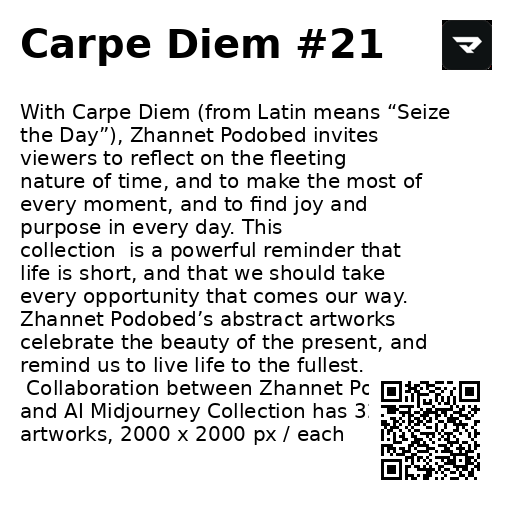 Carpe Diem #21
With Carpe Diem (from Latin means “Seize
the Day”), Zhannet Podobed invites
viewers to reflect on the fleeting
nature of time, and to make the most of
every moment, and to find joy and
purpose in every day. This
collection  is a powerful reminder that
life is short, and that we should take
every opportunity that comes our way.
Zhannet Podobed’s abstract artworks
celebrate the beauty of the present, and
remind us to live life to the fullest.
Collaboration between Zhannet
and AI Midjourney Collection has
artworks, 2000 x 2000 px / each